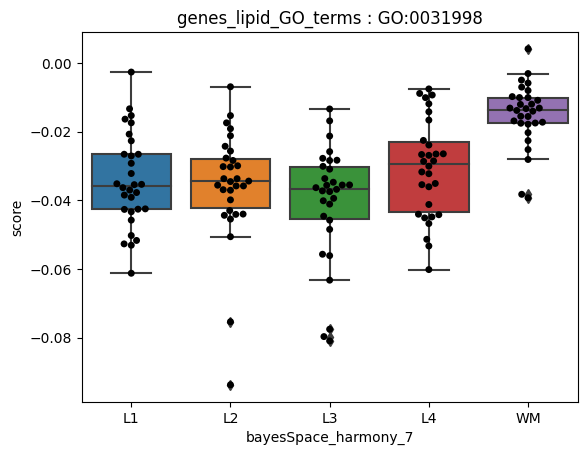 genes_lipid_GO_terms : GO:0031998
0.00
−0.02
−0.04
−0.06
−0.08
score
L1 L2 L3 L4 WM
bayesSpace_harmony_7